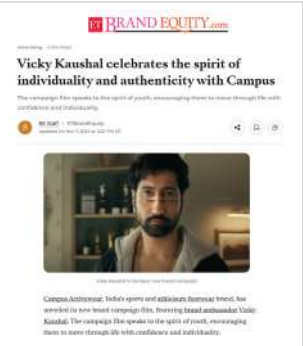 ET BRAND EQUITY.com
Vicky Kaushal celebrates the spirit of
individuality and authenticity with Campus
The campaign film speaks to the spirit of youth, encouraging them to move through life with
confidence and individuality.
ETBrandEquity
Campus Activewear, India's sports and athleisure footwear brand, has
unveiled its new brand campaign film, featuring brand ambassador Vicky
Kaushal. The campaign film speaks to the spirit of youth, encouraging
them to move through life with confidence and individuality.